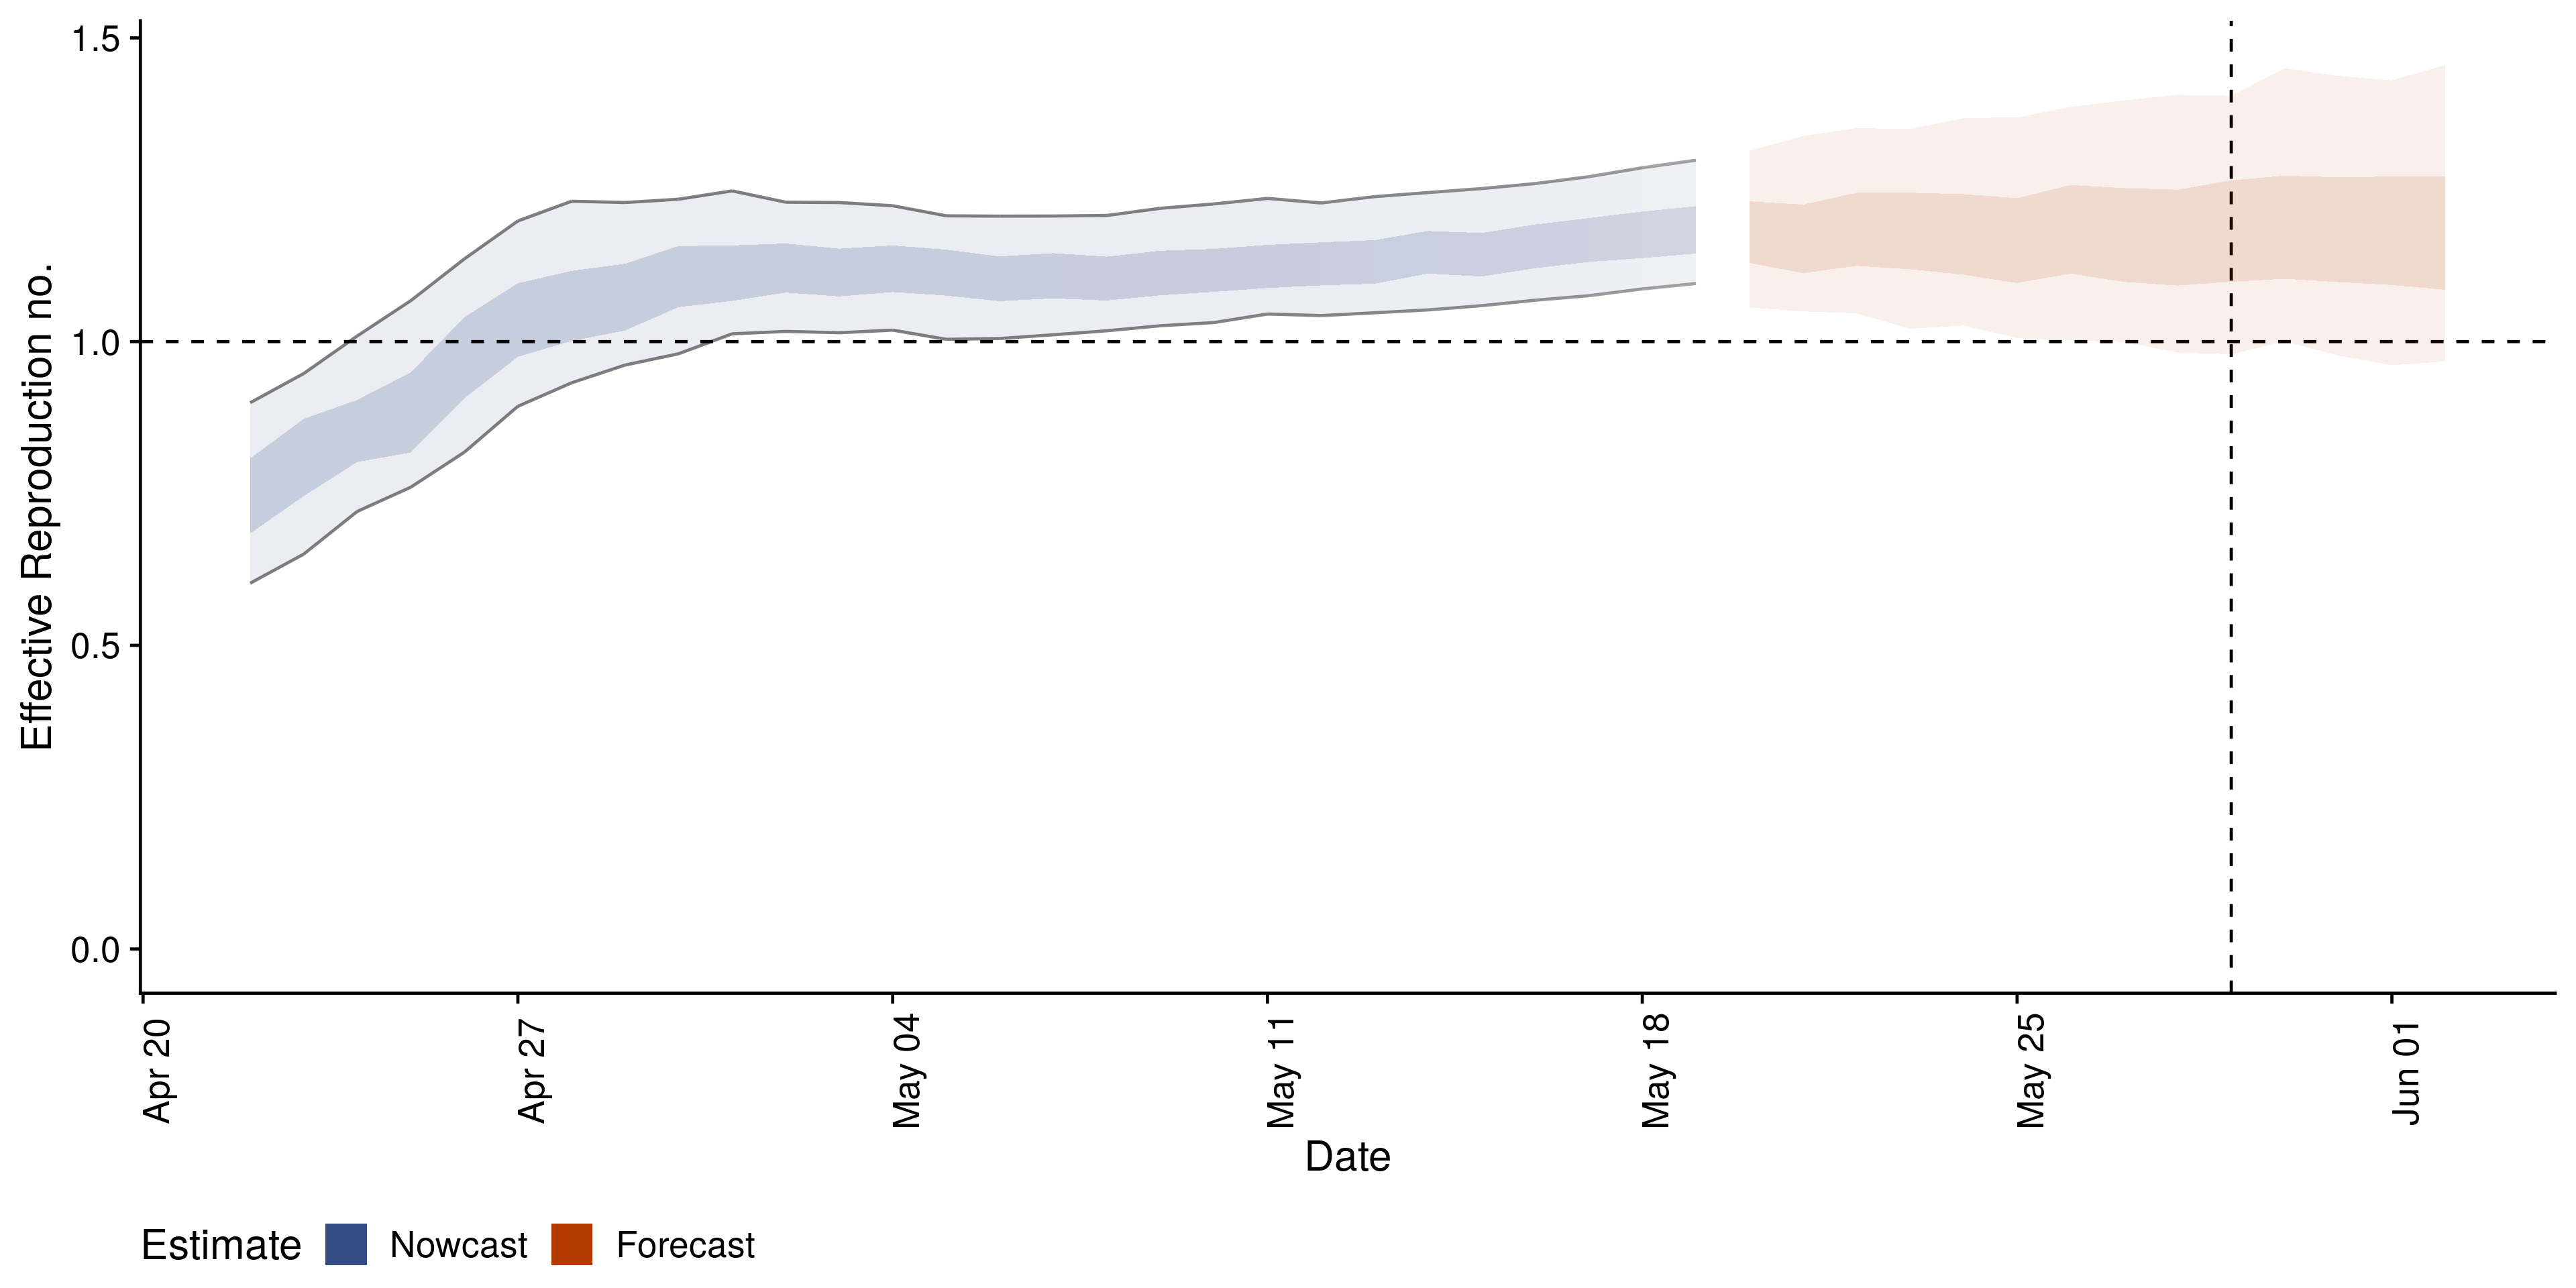 Effective Reproduction no.
1.5
1.0
0.5
0.0
Apr 20
Apr 27
May 04
May 11
May 18
May 25
Jun 01
Date
Estimate Nowcast Forecast